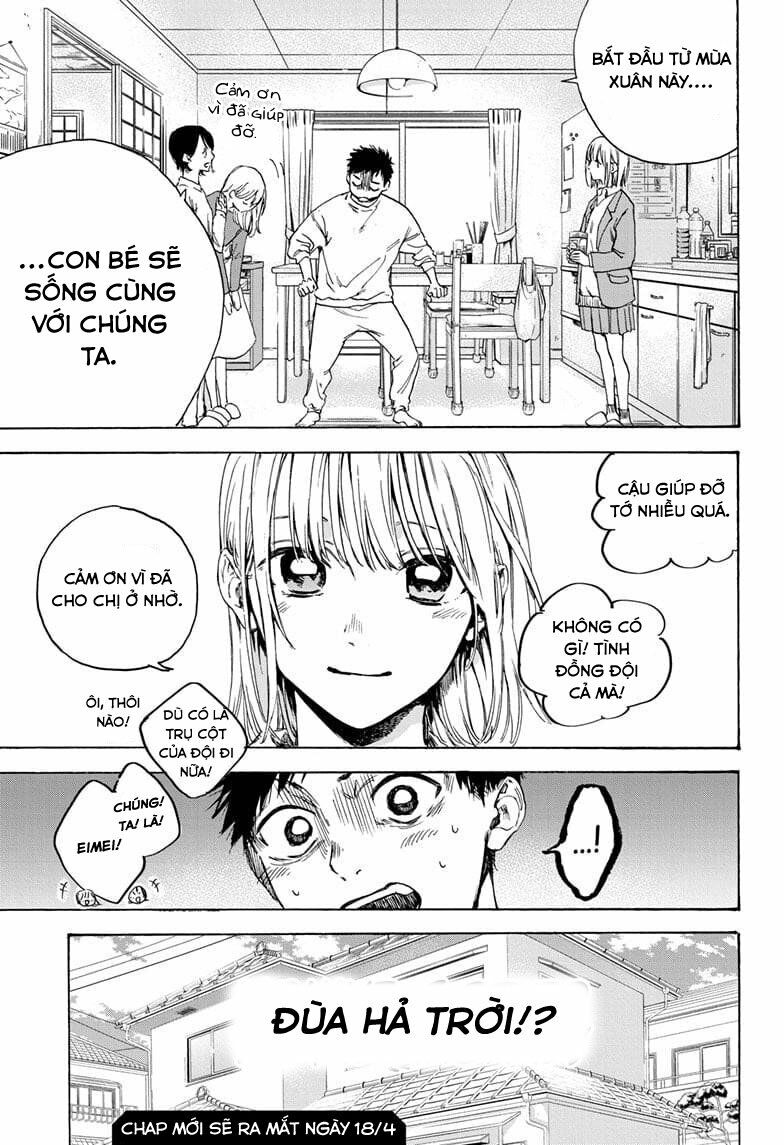 BẮT ĐẦU TỪ MÙA
XUÂN NÀY....
Cảm ơn
vì đã giúp
đỡ.
...CON BÉ SẼ
SỐNG CÙNG
VỚI CHÚNG
TA.
CẬU GIÚP ĐỠ
TỚ NHIỀU QUÁ.
CẢM ƠN VÌ ĐÃ
CHO CHỊ Ở NHỜ.
KHÔNG CÓ
GÌ! TÌNH
ĐỒNG ĐỘI
CẢ MÀ!
DÙ CÓ LÀ
TRỤ CỘT
CỦA ĐỘI ĐI
NỮA!
ÔI, THÔI
NÀO!
...!
CHÚNG!
TA! LÀ!
EIMEI!
ĐÙA HẢ TRỜI!?
CHAP MỚI SẼ RA MẮT NGÀY 18/4